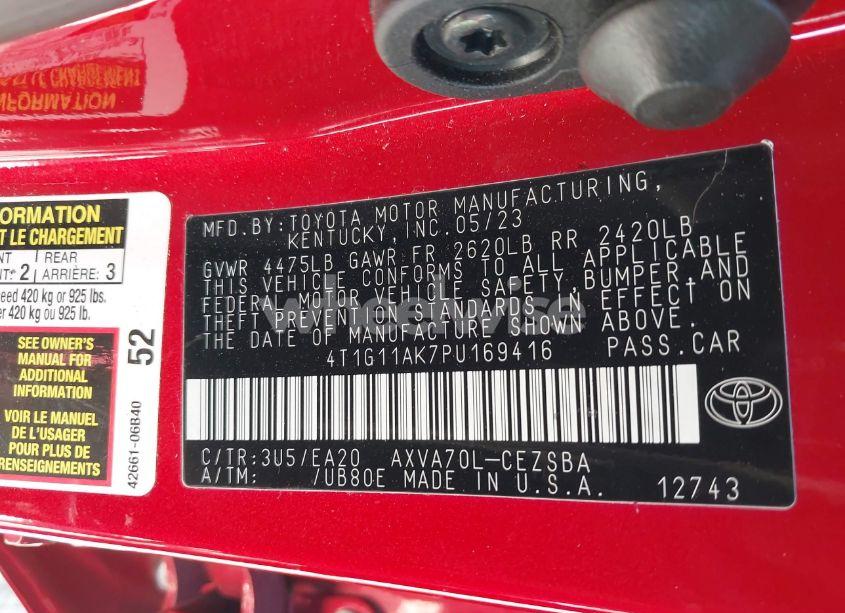 MFD.BY: TOYOTA MOTOR MANUFACTURING,
KENTUCKY, INC. 05/23
GVWR 4475LB GAWR FR 2620LB RR 2420LB
THIS VEHICLE CONFORMS TO ALL APPLICABLE
FEDERAL MOTOR VEHICLE SAFETY, BUMPER, AND
THEFT PREVENTION STANDARDS IN EFFECT ON
THE DATE OF MANUFACTURE SHOWN ABOVE.
4T1G11AK7PU169416 PASS.CAR
C/TR:3U5/EA20 AXVA70L-CEZSBA
A/TM: /UB80E MADE IN U.S.A. 12743
wheelwise
LE CHARGEMENT
INFORMATION
LE CHARGEMENT
REAR
2 ARRIÈRE: 3
420 kg or 925 lbs.
420 kg ou 925 lb.
SEE OWNER'S
MANUAL FOR
ADDITIONAL
INFORMATION
VOIR LE MANUEL
DE L'USAGER
POUR PLUS DE
RENSEIGNEMENTS
52
42661-06B40